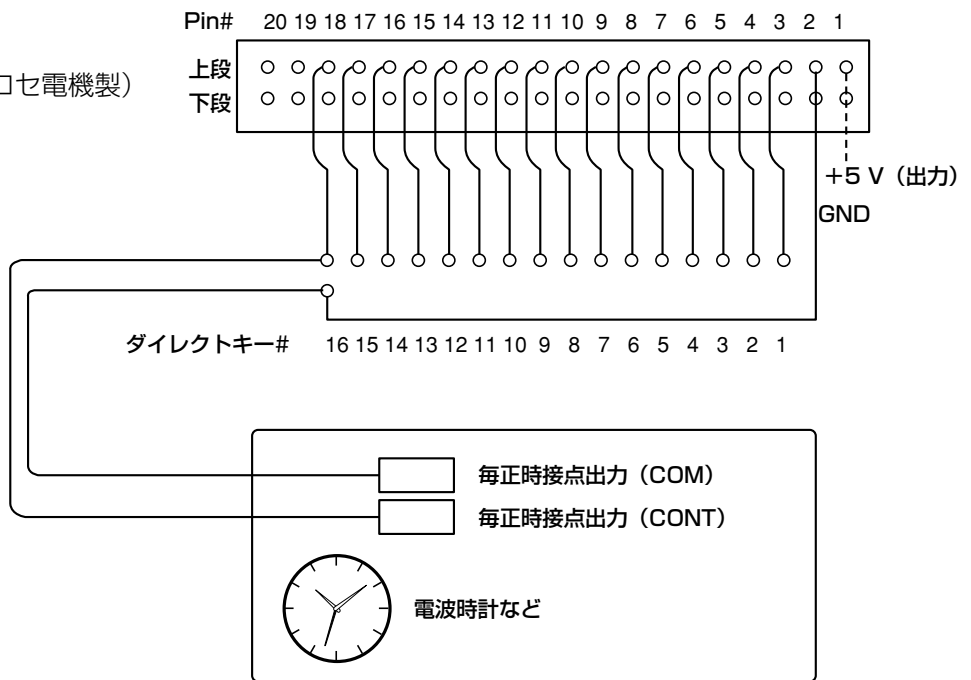 Pin# 20 19 18 17 16 15 14 13 12 11 10 9 8 7 6 5 4 3 2 1
上段
ロセ電機製）
下段
+5 V（出力）
GND
ダイレクトキー# 16 15 14 13 12 11 10 9 8 7 6 5 4 3 2 1
毎正時接点出力（COM）
毎正時接点出力（CONT）
電波時計など